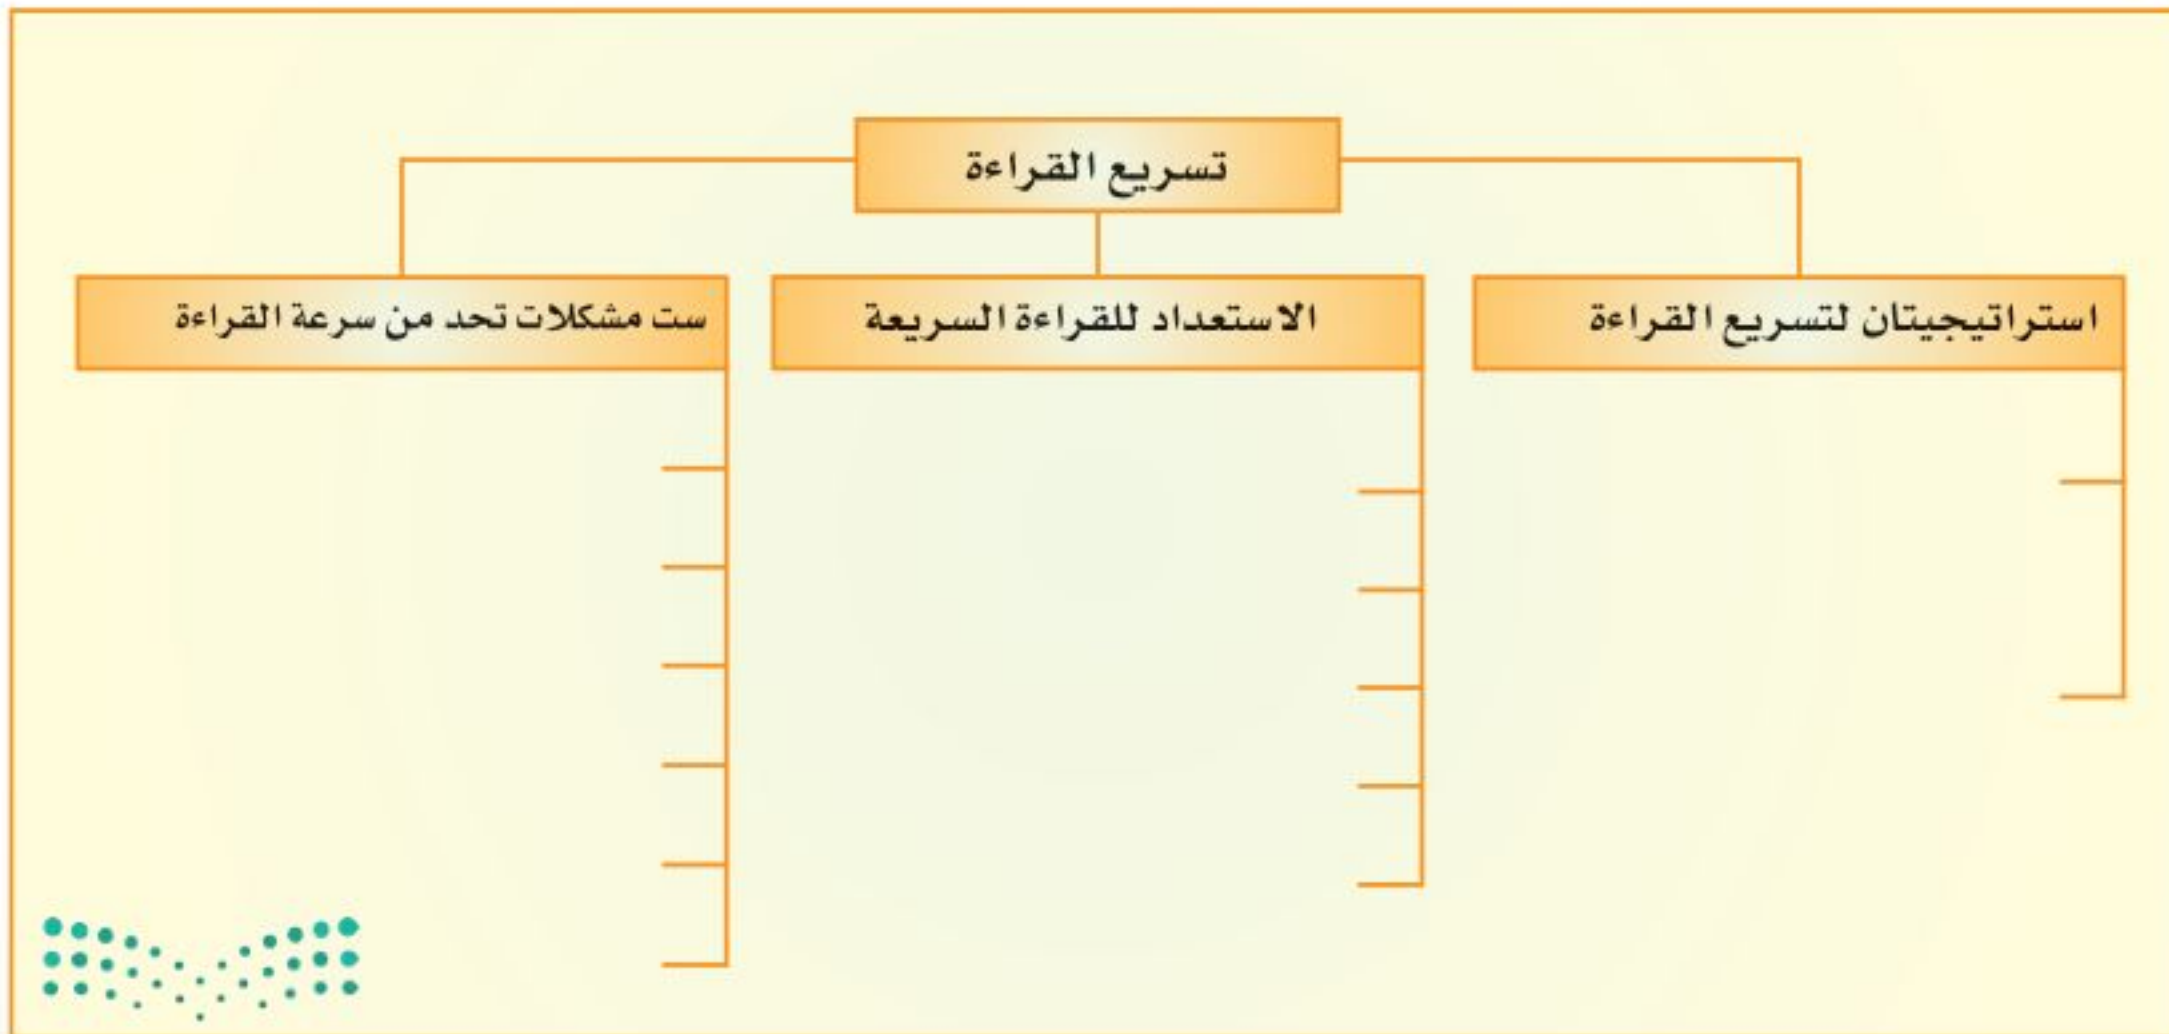 تسريع القراءة
استراتيجيتان لتسريع القراءة
الاستعداد للقراءة السريعة
ست مشكلات تحد من سرعة القراءة